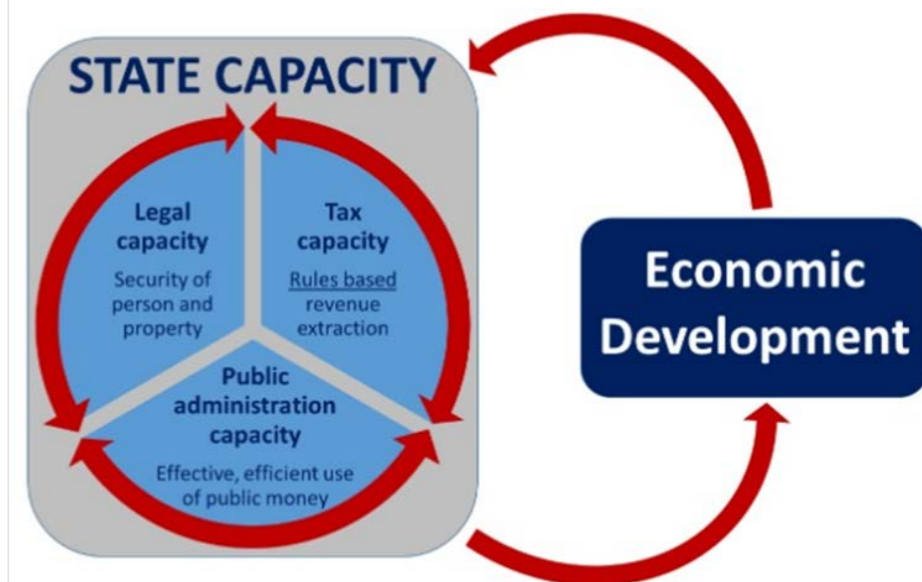 STATE CAPACITY
Legal
capacity
Security of
person and
property
Tax
capacity
Rules based
revenue
extraction
Public
administration
capacity
Effective, efficient use
of public money
Economic
Development